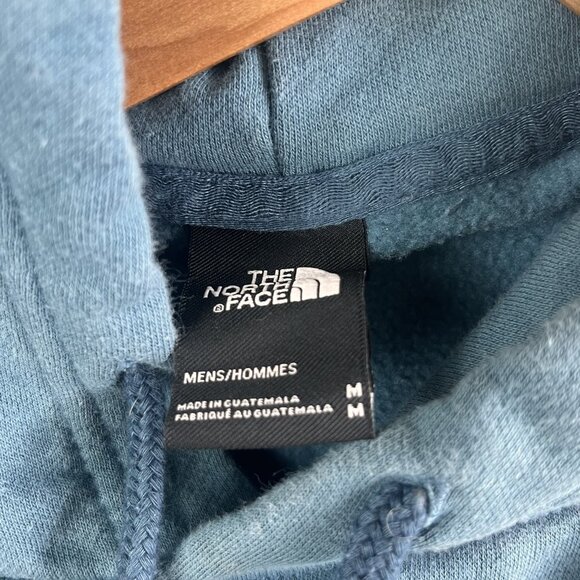 THE
NORTH
FACE
MENS/HOMMES
MADE IN GUATEMALA M
FABRIQUÉ AU GUATEMALA M